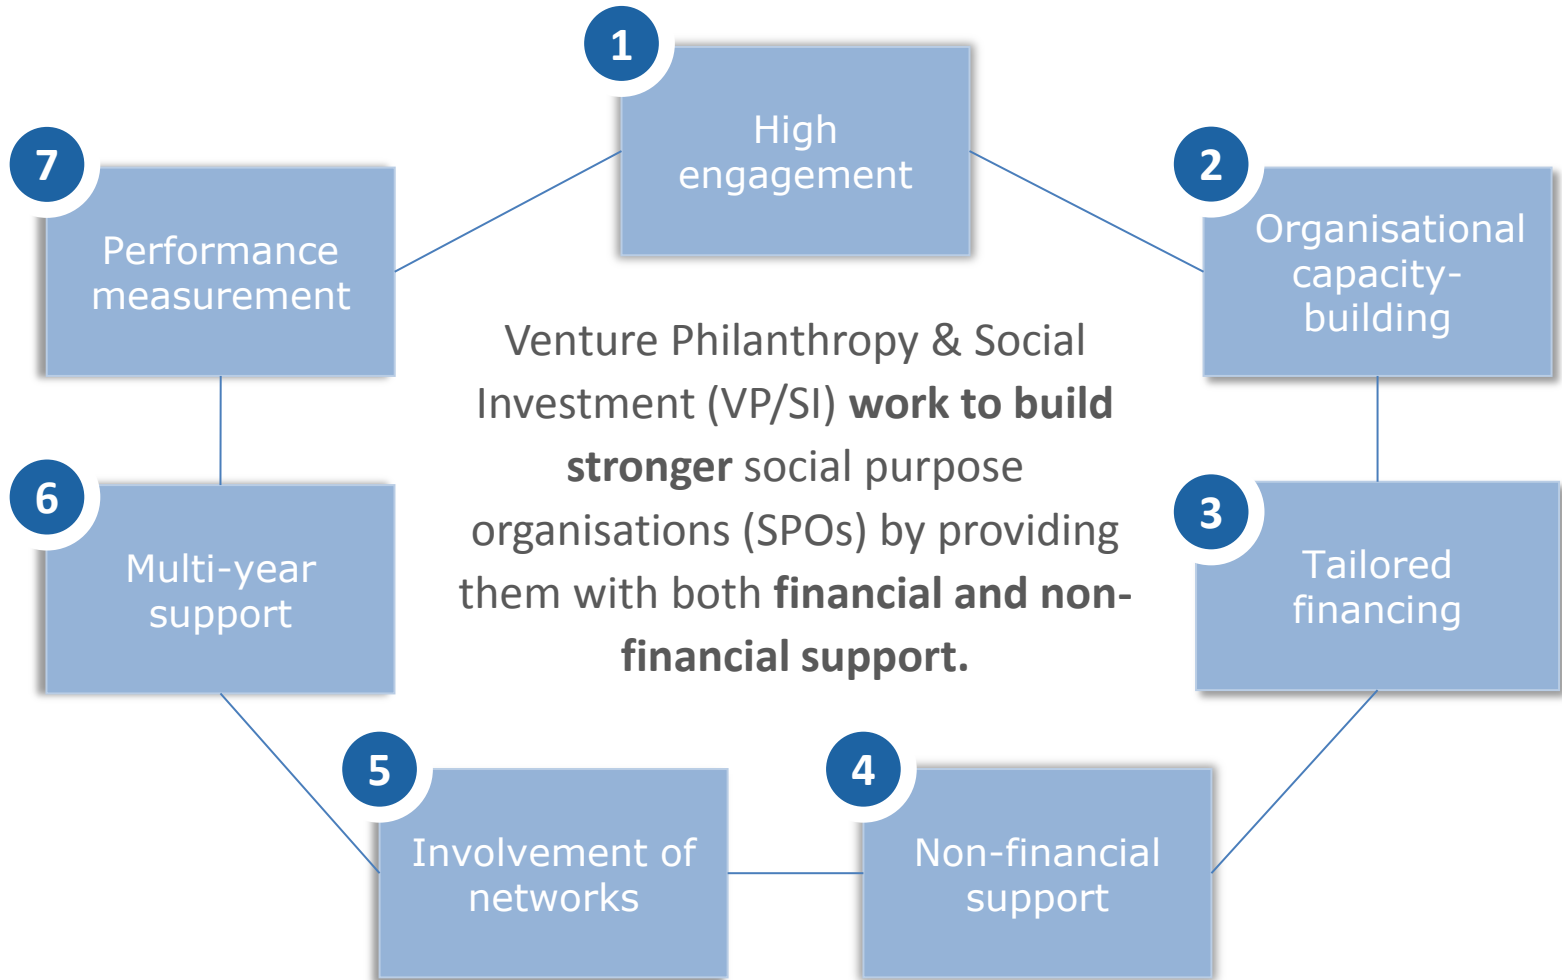 1
High
engagement
2
Organisational
capacity-
building
3
Tailored
financing
4
Non-financial
support
5
Involvement of
networks
6
Multi-year
support
7
Performance
measurement
Venture Philanthropy & Social
Investment (VP/SI) work to build
stronger social purpose
organisations (SPOs) by providing
them with both financial and non-
financial support.